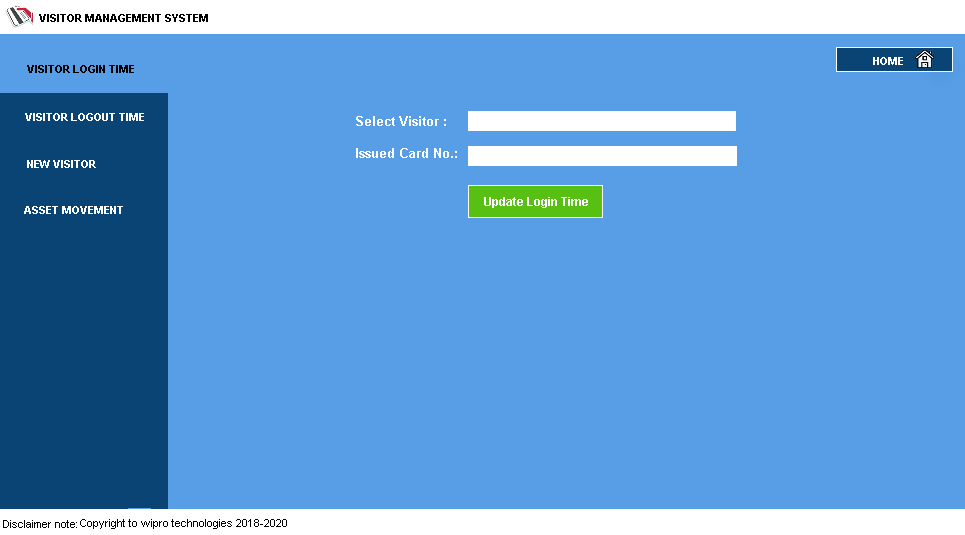 VISITOR MANAGEMENT SYSTEM
HOME
VISITOR LOGIN TIME
VISITOR LOGOUT TIME
NEW VISITOR
ASSET MOVEMENT
Select Visitor :
Issued Card No.:
Update Login Time
Disclaimer note: Copyright to wipro technologies 2018-2020